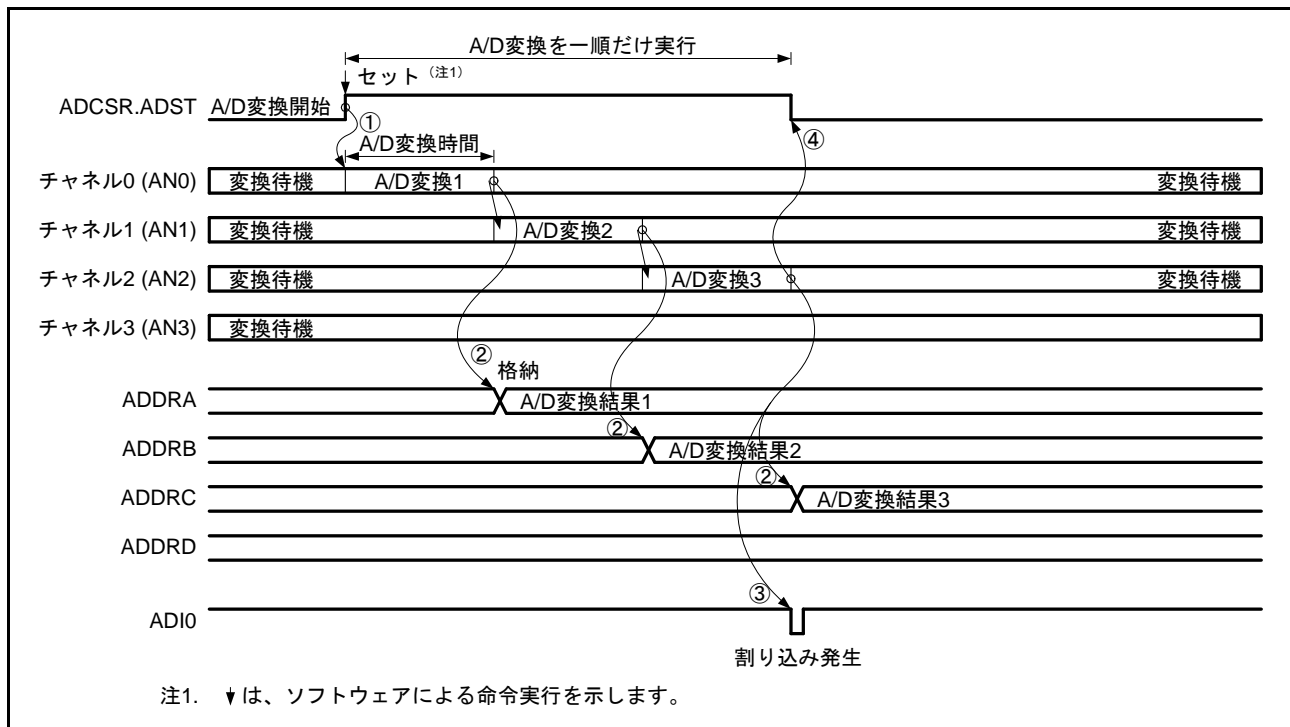 A/D変換を一順だけ実行
セット(注1)
ADCSR.ADST A/D変換開始
①
④
A/D変換時間
チャネル0 (AN0) 変換待機 A/D変換1 変換待機
チャネル1 (AN1) 変換待機 A/D変換2 変換待機
チャネル2 (AN2) 変換待機 A/D変換3 変換待機
チャネル3 (AN3) 変換待機
② 格納
ADDRA A/D変換結果1
②
ADDRB A/D変換結果2
②
ADDRC A/D変換結果3
ADDRD
③
ADI0
割り込み発生
注1. は、ソフトウェアによる命令実行を示します。